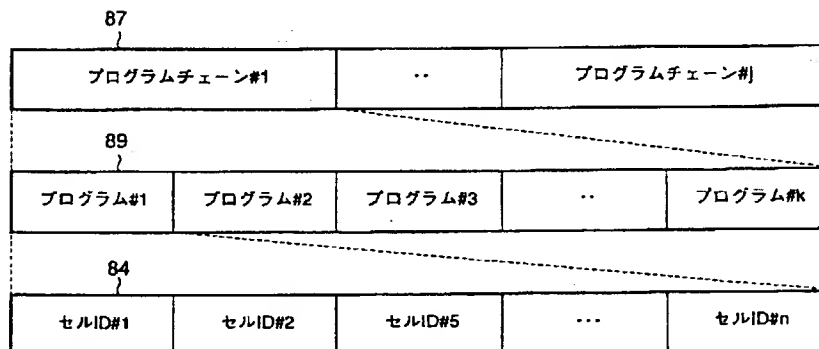 87
プログラムチェーン#1 ‥ プログラムチェーン#j
89
プログラム#1 プログラム#2 プログラム#3 ‥ プログラム#k
84
セルID#1 セルID#2 セルID#5 ... セルID#n